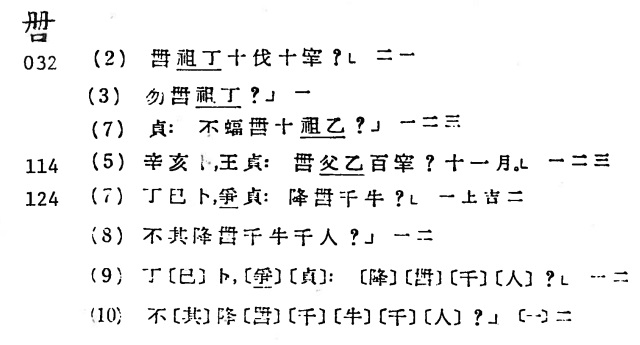 𠕋
032 (2) 𠕋祖丁十伐十宰?L 二一
(3) 勿𠕋祖丁?」 一
(7) 貞: 不蝠𠕋十祖乙?」 一二三
114 (5) 辛亥卜,王貞: 𠕋父乙百宰?十一月。L 一二三
124 (7) 丁巳卜,爭貞: 降𠕋千牛?L 一上吉二
(8) 不其降𠕋千牛千人?」 一二
(9) 丁〔巳〕卜,〔爭〕〔貞〕: 〔降〕〔𠕋〕〔千〕〔人〕?L 一二
(10) 不〔其〕降〔𠕋〕〔千〕〔牛〕〔千〕〔人〕?」 〔一〕二